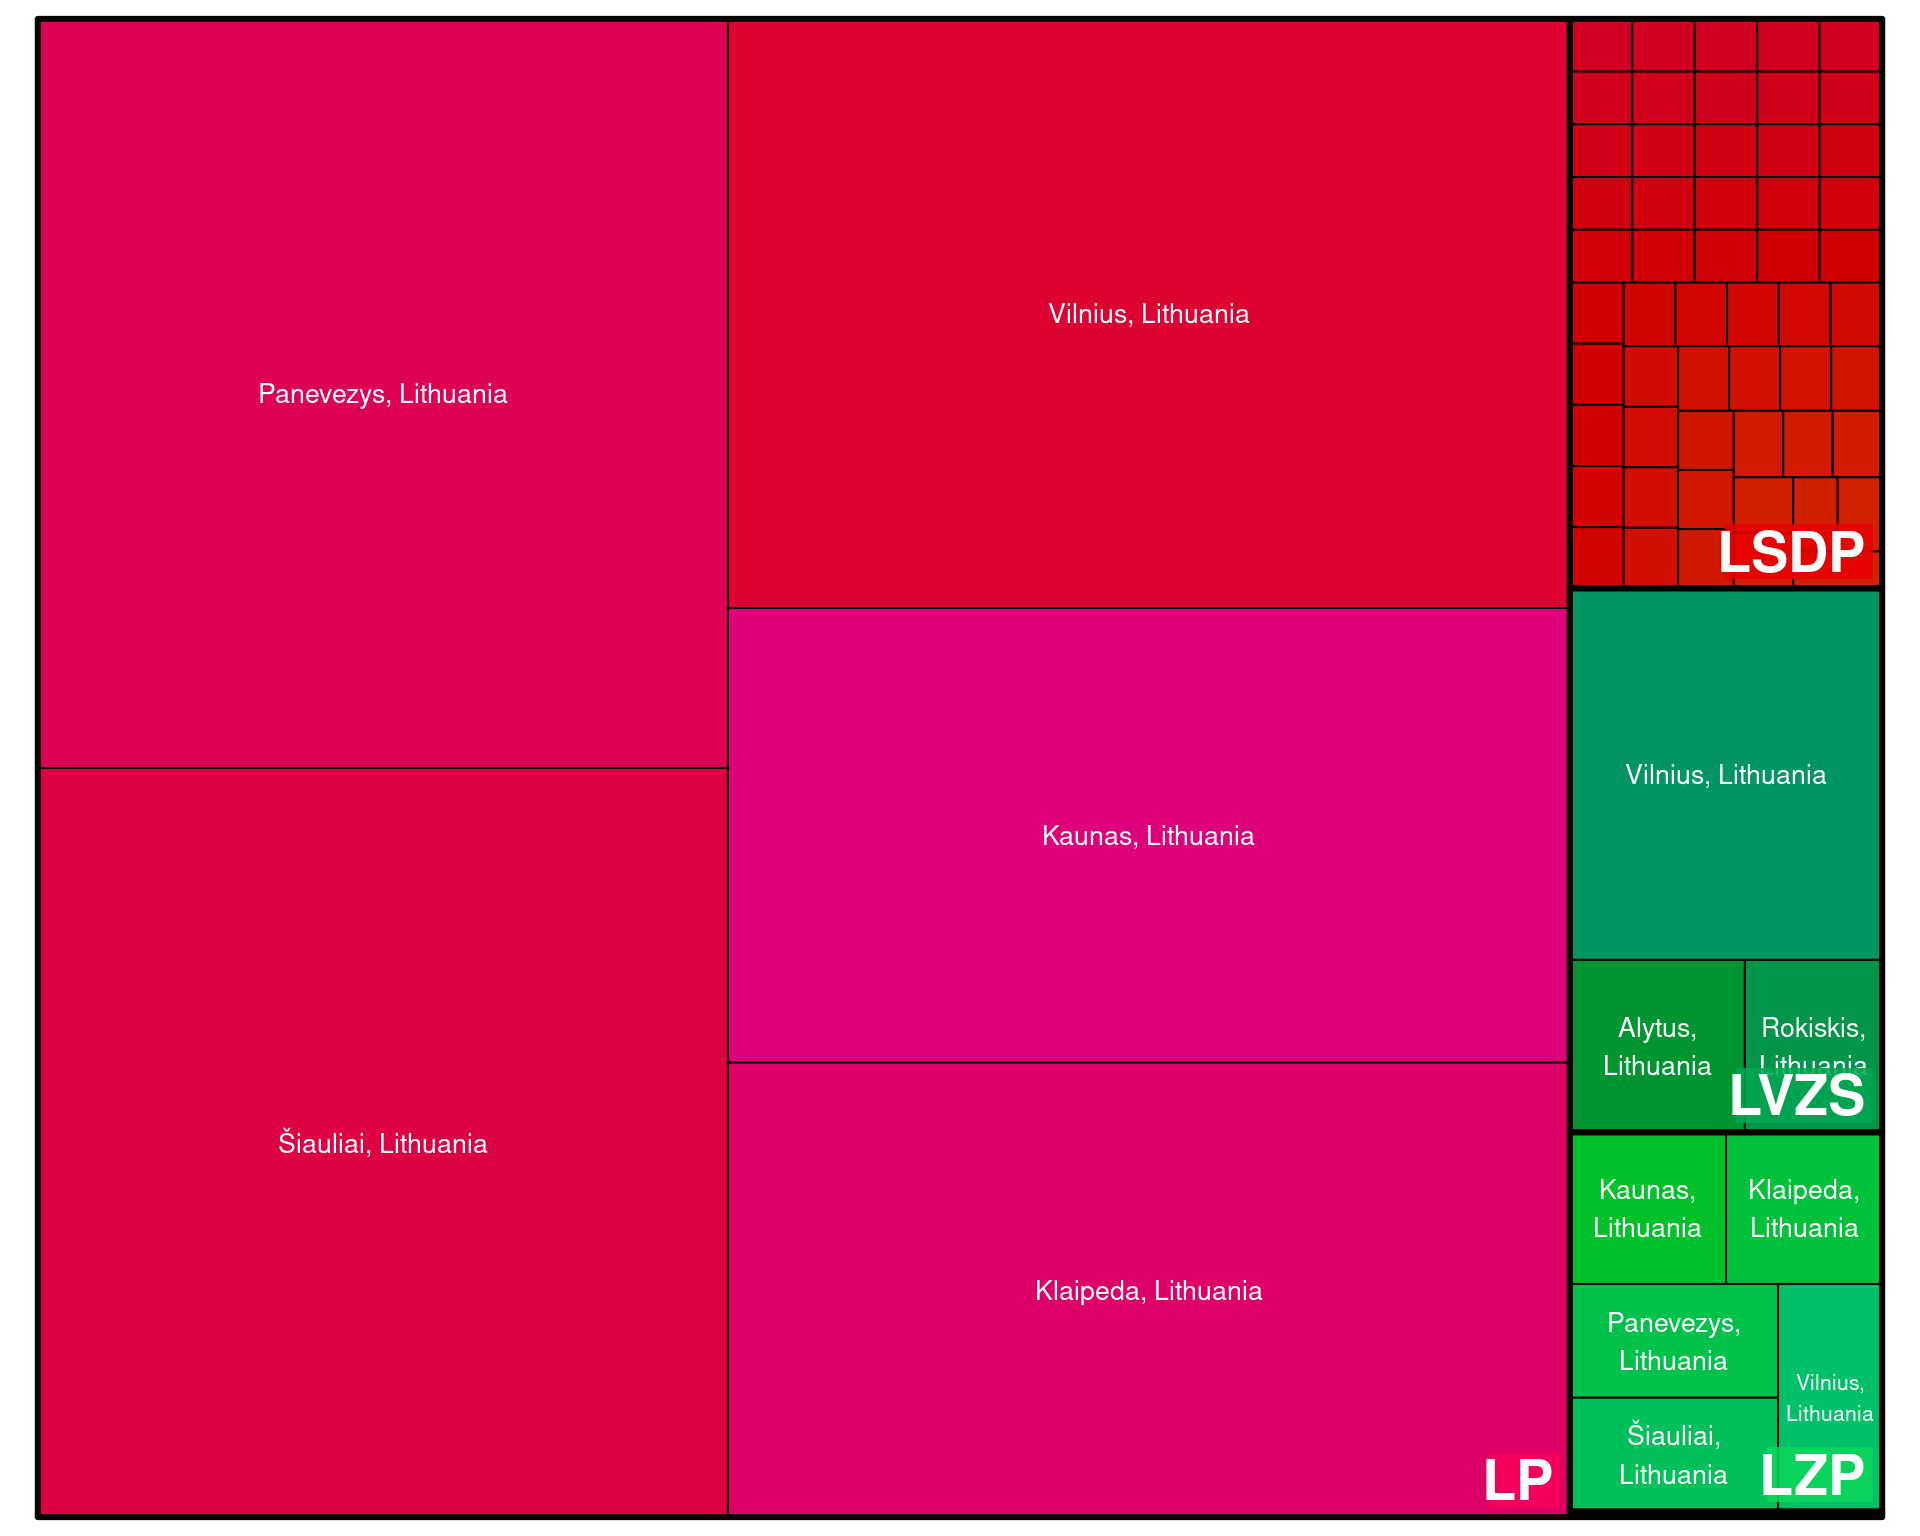 Panevezys, Lithuania
Šiauliai, Lithuania
Vilnius, Lithuania
Kaunas, Lithuania
Klaipeda, Lithuania
LP
LSDP
Vilnius, Lithuania
Alytus,
Lithuania
Rokiskis,
Lithuania
LVZS
Kaunas,
Lithuania
Klaipeda,
Lithuania
Panevezys,
Lithuania
Šiauliai,
Lithuania
Vilnius,
Lithuania
LZP